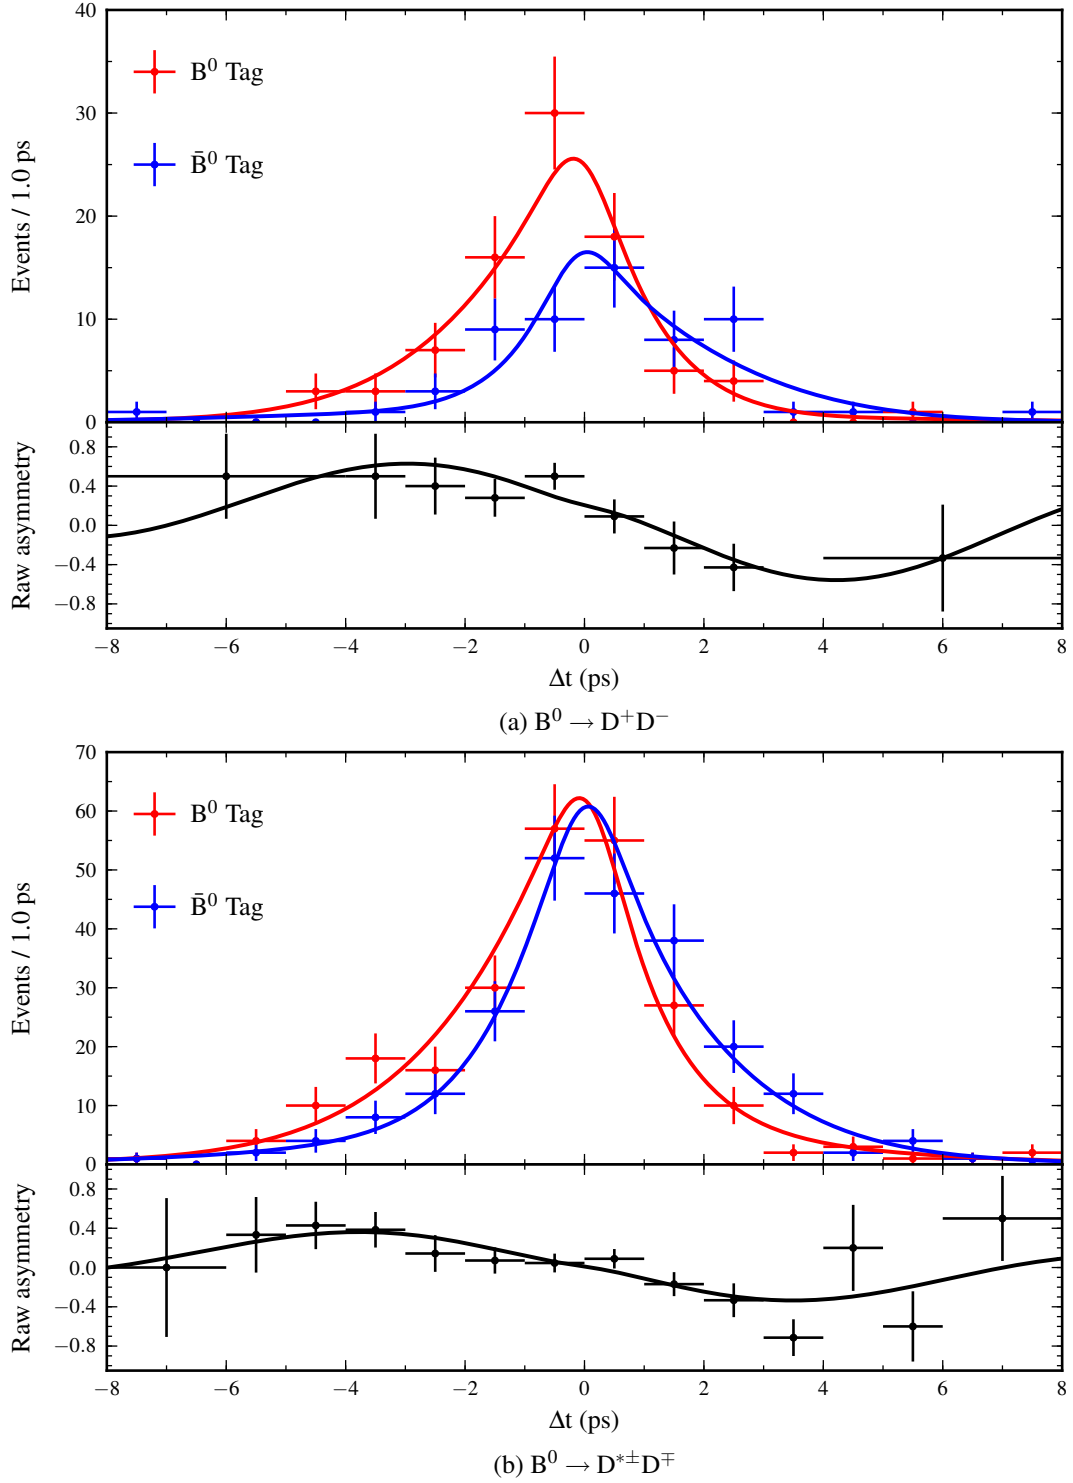 40
30
20
10
0
Events / 1.0 ps
B⁰ Tag
B̄⁰ Tag
0.8
0.4
0.0
−0.4
−0.8
Raw asymmetry
−8 −6 −4 −2 0 2 4 6 8
Δt (ps)
(a) B⁰ → D⁺D⁻
70
60
50
40
30
20
10
0
Events / 1.0 ps
B⁰ Tag
B̄⁰ Tag
0.8
0.4
0.0
−0.4
−0.8
Raw asymmetry
−8 −6 −4 −2 0 2 4 6 8
Δt (ps)
(b) B⁰ → D*±D∓